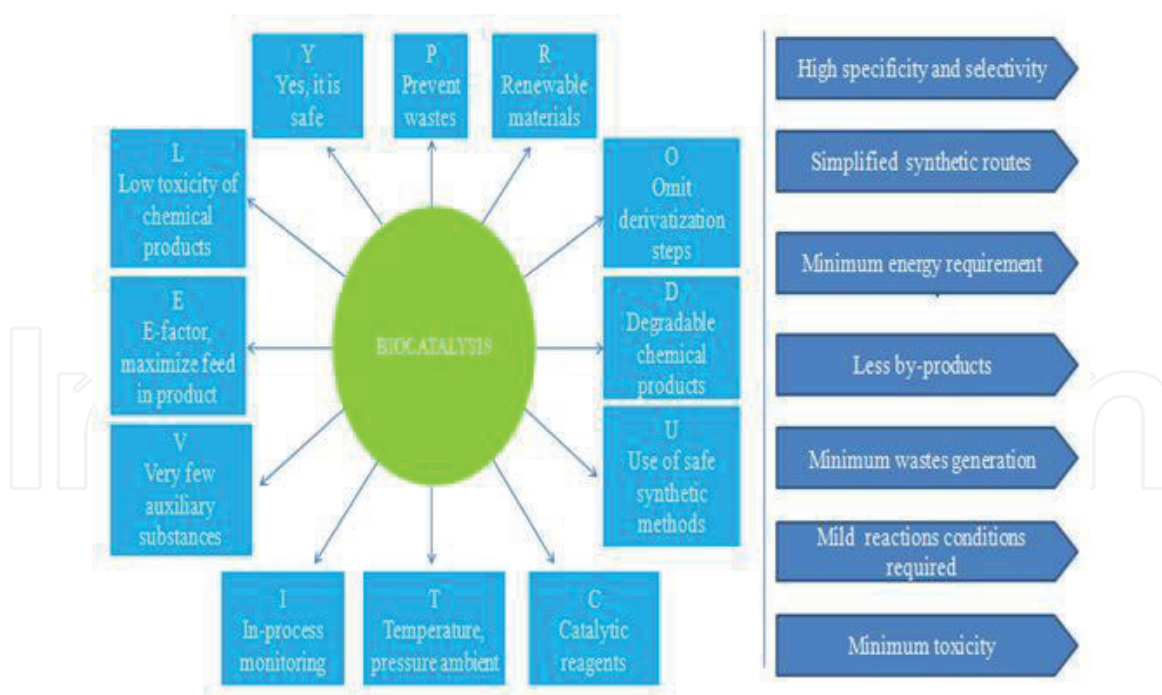 Y
Yes, it is
safe
P
Prevent
wastes
R
Renewable
materials
O
Omit
derivatization
steps
D
Degradable
chemical
products
U
Use of safe
synthetic
methods
C
Catalytic
reagents
T
Temperature,
pressure ambient
I
In-process
monitoring
V
Very few
auxiliary
substances
E
E-factor,
maximize feed
in product
L
Low toxicity of
chemical
products
BIOCATALYSIS
High specificity and selectivity
Simplified synthetic routes
Minimum energy requirement
Less by-products
Minimum wastes generation
Mild reactions conditions
required
Minimum toxicity